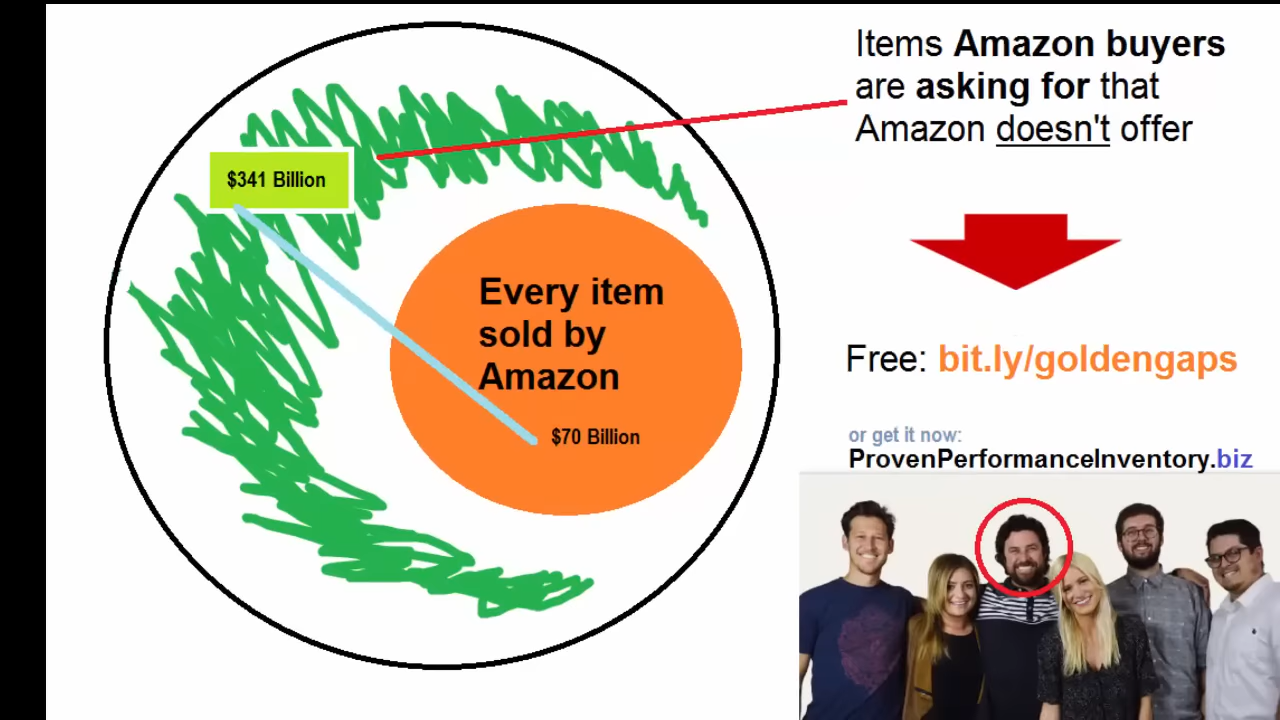 Items Amazon buyers
are asking for that
Amazon doesn't offer
$341 Billion
Every item
sold by
Amazon
$70 Billion
Free: bit.ly/goldengaps
or get it now:
ProvenPerformanceInventory.biz